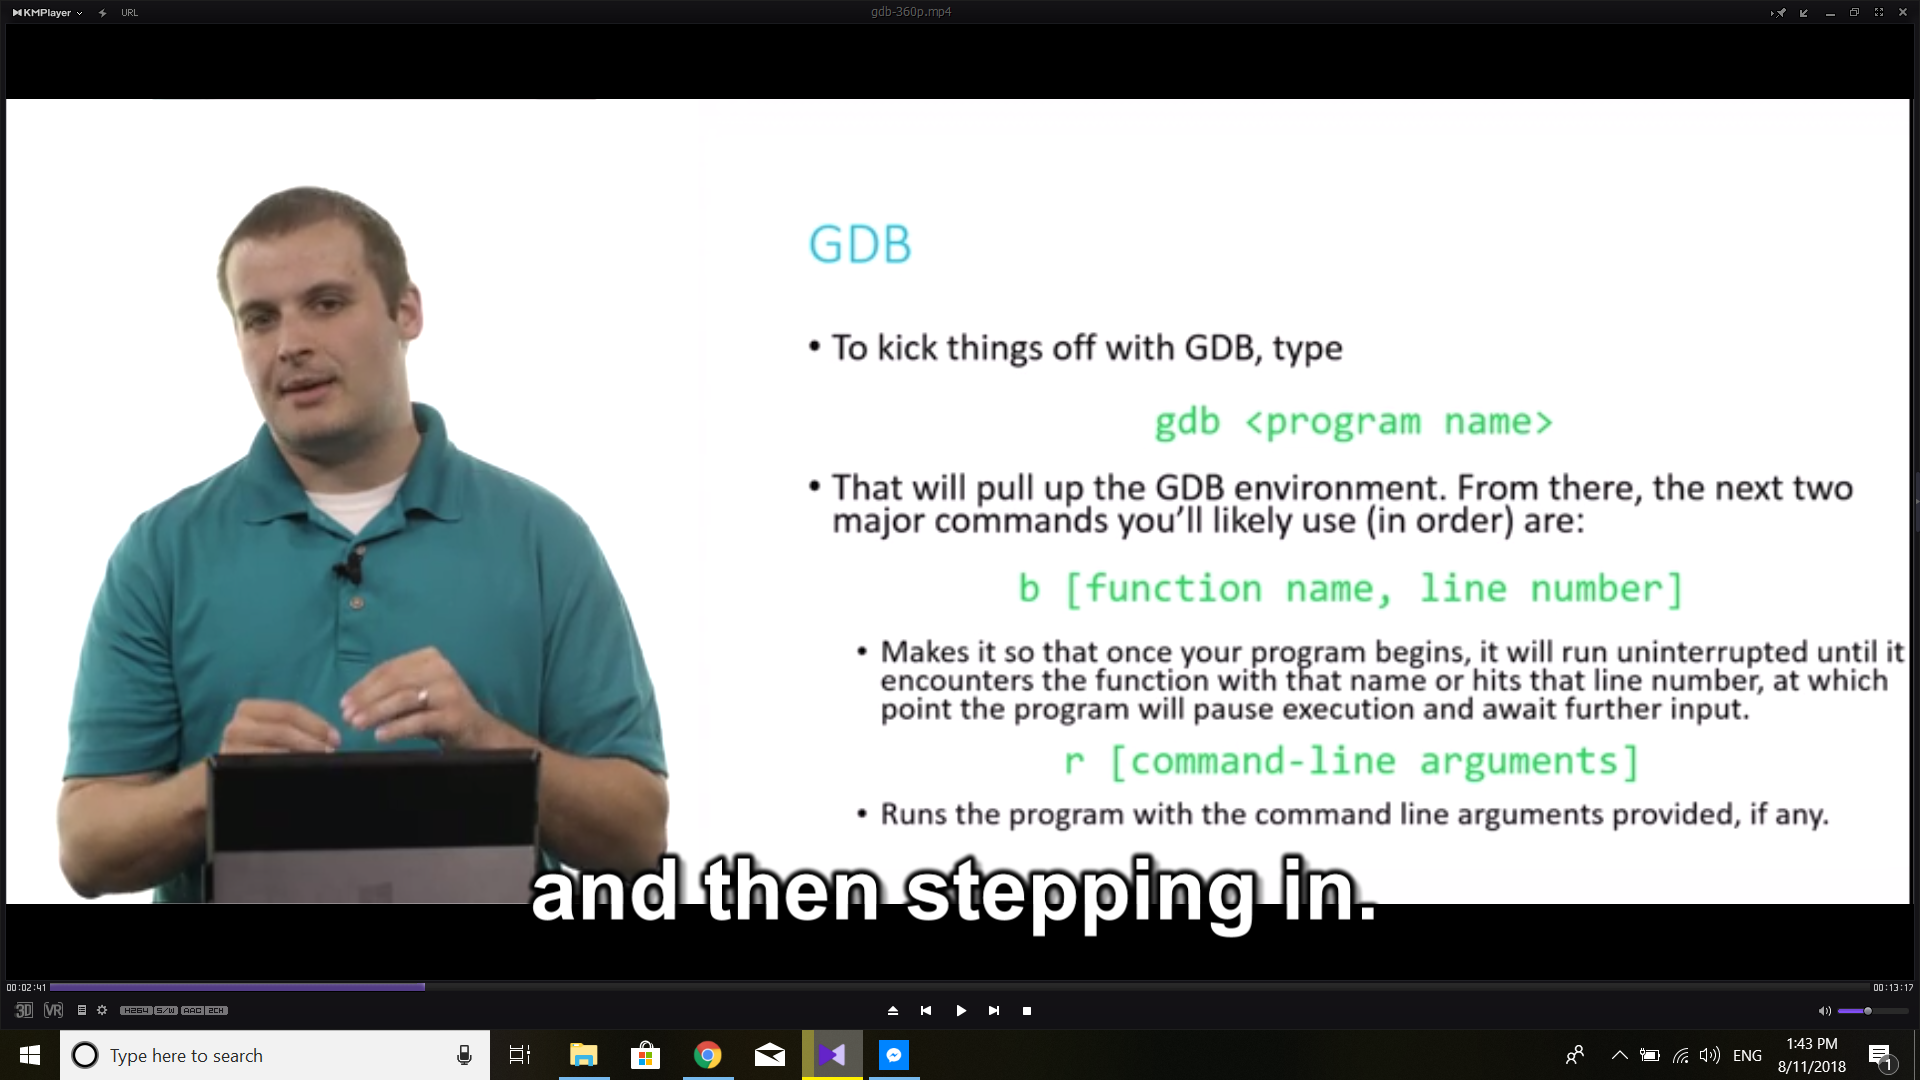 KMPlayer
URL
gdb-360p.mp4
GDB
• To kick things off with GDB, type
gdb <program name>
• That will pull up the GDB environment. From there, the next two
major commands you’ll likely use (in order) are:
b [function name, line number]
• Makes it so that once your program begins, it will run uninterrupted until it
encounters the function with that name or hits that line number, at which
point the program will pause execution and await further input.
r [command-line arguments]
• Runs the program with the command line arguments provided, if any.
and then stepping in.
00:02:41
00:13:17
3D VR H264 S/W AAC 2CH
Type here to search
ENG
1:43 PM
8/11/2018
1